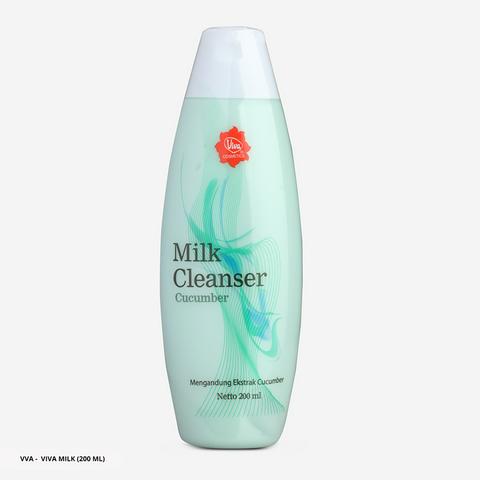 Viva
COSMETICS
Milk
Cleanser
Cucumber
Mengandung Ekstrak Cucumber
Netto 200 ml
VVA - VIVA MILK (200 ML)